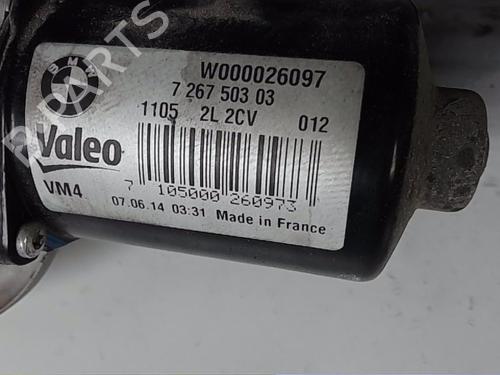 BMW
W000026097
7 267 503 03
1105 2L 2CV 012
Valeo
7 105000 260973
VM4
07.06.14 03:31 Made in France